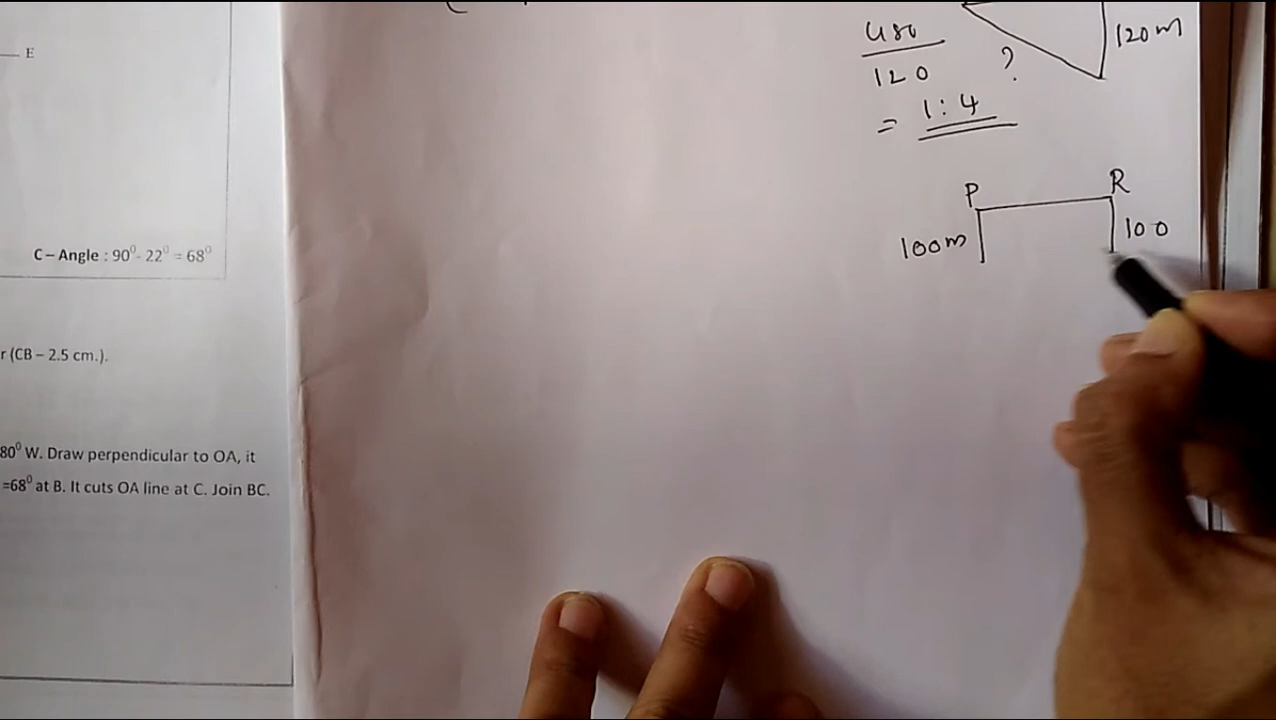 E
C – Angle : 90⁰- 22⁰ = 68⁰
r (CB – 2.5 cm.).
80⁰ W. Draw perpendicular to OA, it
=68⁰ at B. It cuts OA line at C. Join BC.
480
120
= 1:4
?
120m
P
R
100m
100